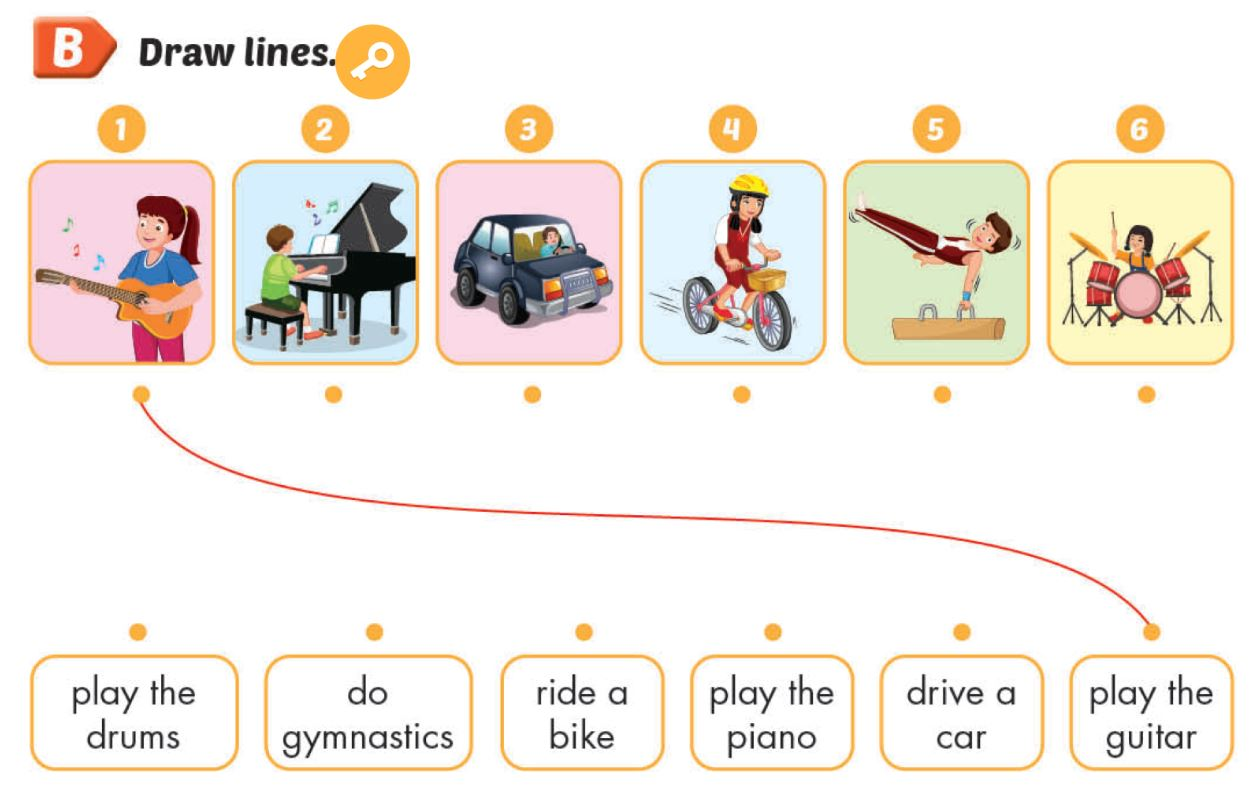 B Draw lines.
1 2 3 4 5 6
play the
drums
do
gymnastics
ride a
bike
play the
piano
drive a
car
play the
guitar